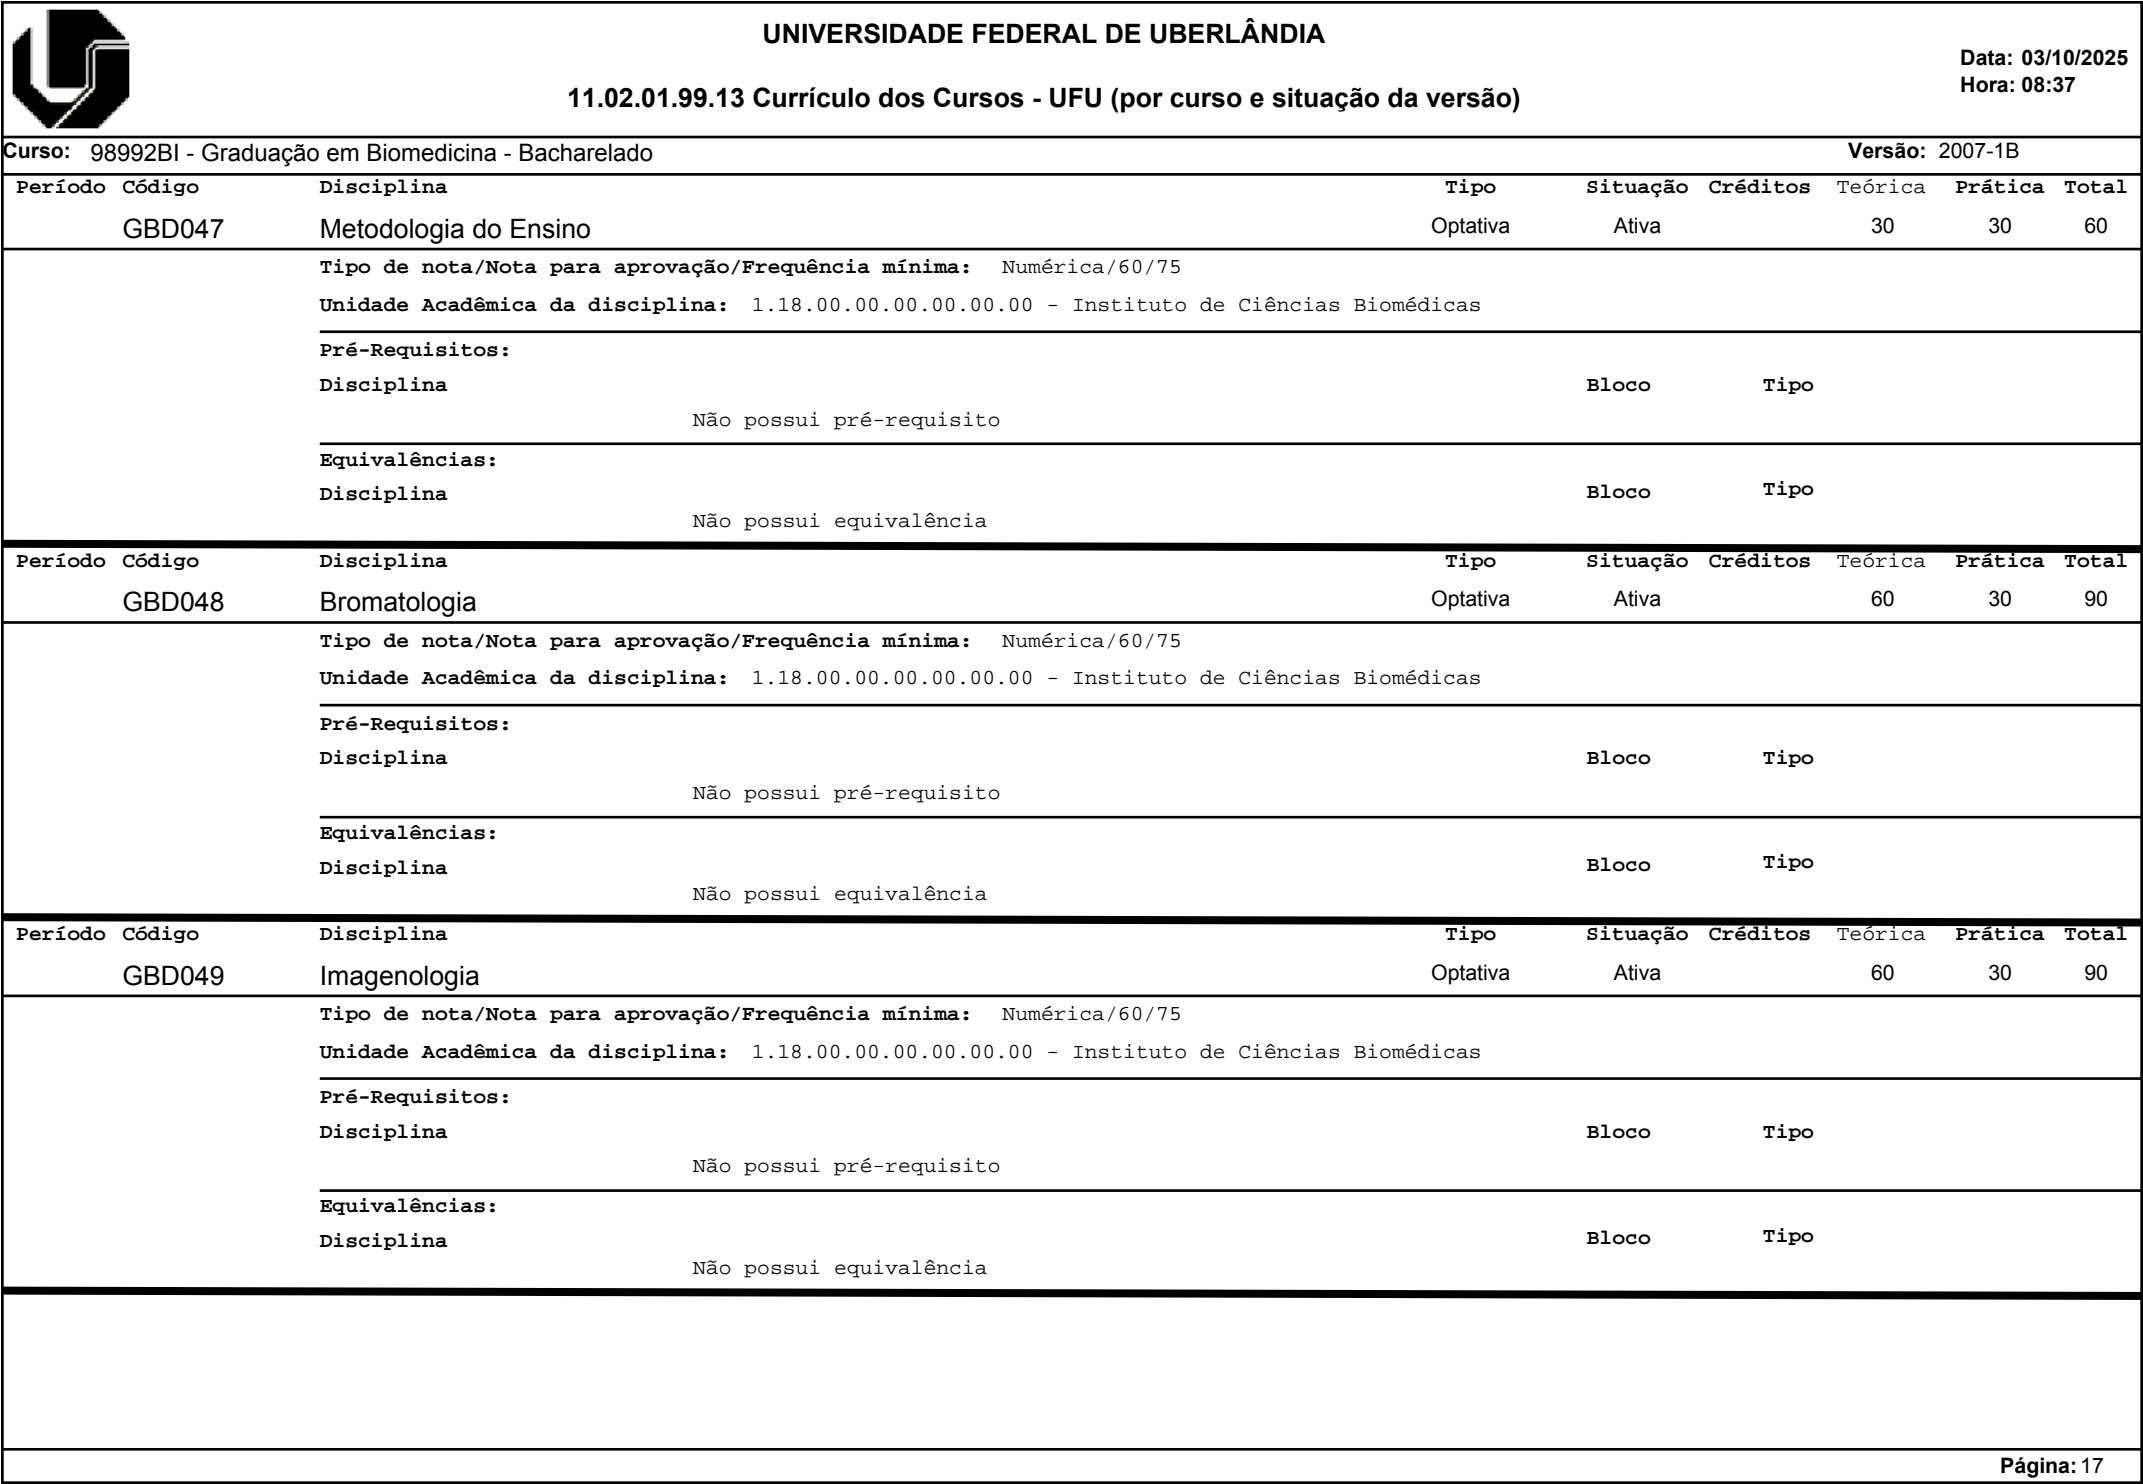 UNIVERSIDADE FEDERAL DE UBERLÂNDIA
Data: 03/10/2025
Hora: 08:37
11.02.01.99.13 Currículo dos Cursos - UFU (por curso e situação da versão)
Curso: 98992BI - Graduação em Biomedicina - Bacharelado Versão: 2007-1B
Período Código Disciplina Tipo Situação Créditos Teórica Prática Total
GBD047 Metodologia do Ensino Optativa Ativa 30 30 60
Tipo de nota/Nota para aprovação/Frequência mínima: Numérica/60/75
Unidade Acadêmica da disciplina: 1.18.00.00.00.00.00.00 - Instituto de Ciências Biomédicas
Pré-Requisitos:
Disciplina Bloco Tipo
Não possui pré-requisito
Equivalências:
Disciplina Bloco Tipo
Não possui equivalência
Período Código Disciplina Tipo Situação Créditos Teórica Prática Total
GBD048 Bromatologia Optativa Ativa 60 30 90
Tipo de nota/Nota para aprovação/Frequência mínima: Numérica/60/75
Unidade Acadêmica da disciplina: 1.18.00.00.00.00.00.00 - Instituto de Ciências Biomédicas
Pré-Requisitos:
Disciplina Bloco Tipo
Não possui pré-requisito
Equivalências:
Disciplina Bloco Tipo
Não possui equivalência
Período Código Disciplina Tipo Situação Créditos Teórica Prática Total
GBD049 Imagenologia Optativa Ativa 60 30 90
Tipo de nota/Nota para aprovação/Frequência mínima: Numérica/60/75
Unidade Acadêmica da disciplina: 1.18.00.00.00.00.00.00 - Instituto de Ciências Biomédicas
Pré-Requisitos:
Disciplina Bloco Tipo
Não possui pré-requisito
Equivalências:
Disciplina Bloco Tipo
Não possui equivalência
Página: 17